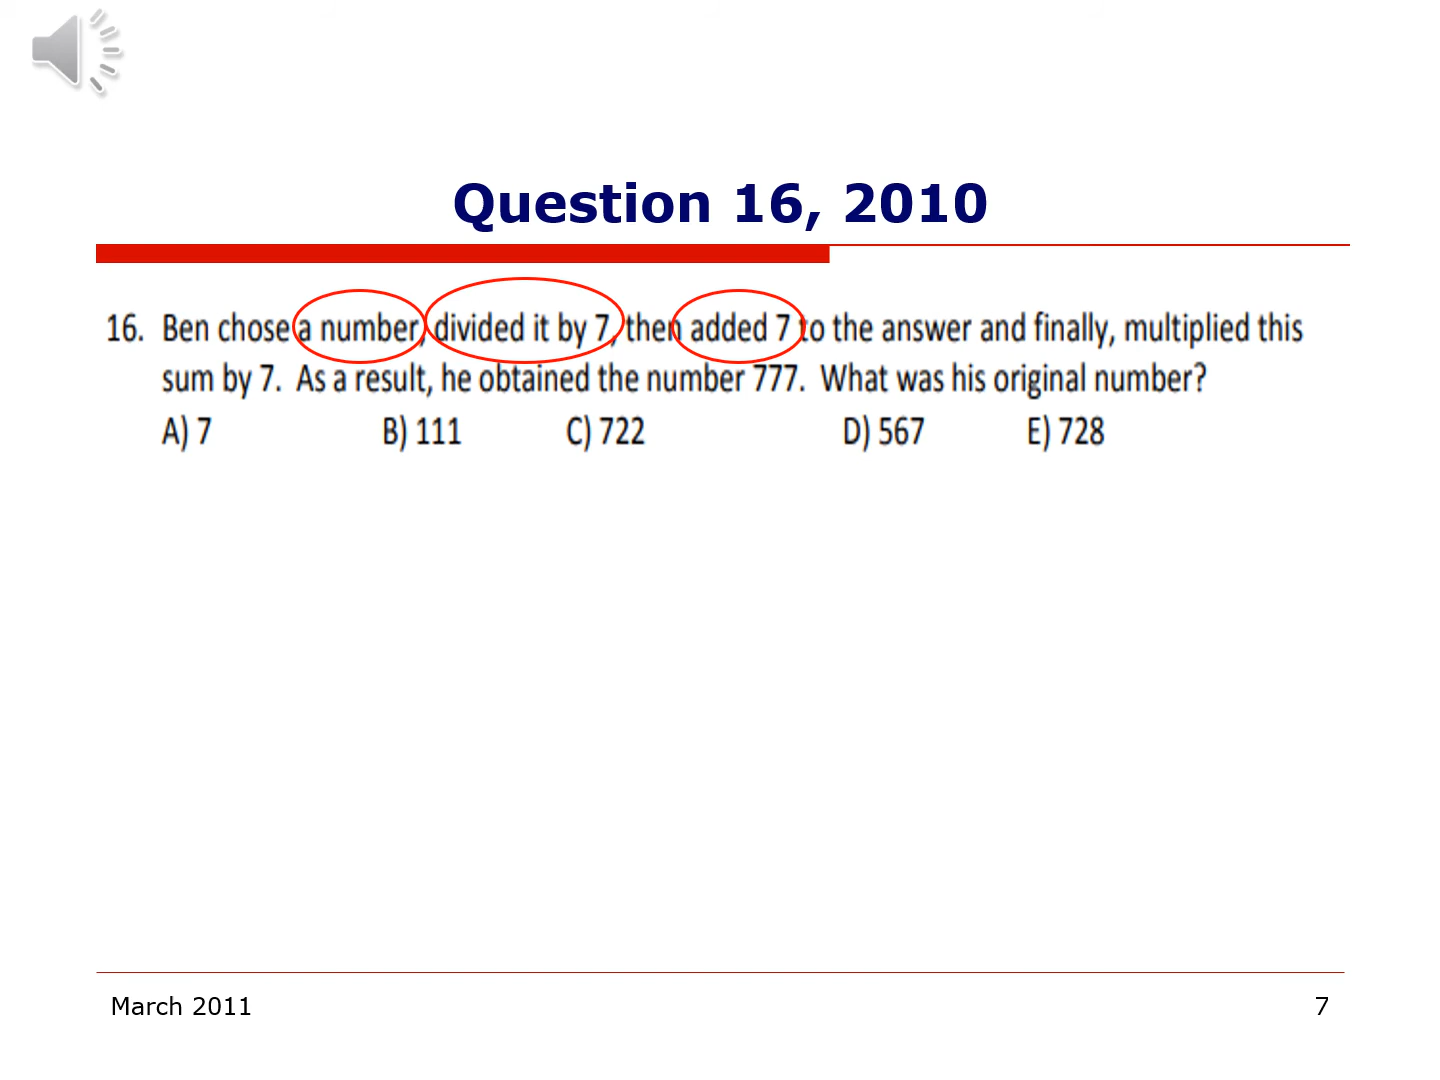 Question 16, 2010
16. Ben chose a number, divided it by 7, then added 7 to the answer and finally, multiplied this
sum by 7. As a result, he obtained the number 777. What was his original number?
A) 7 B) 111 C) 722 D) 567 E) 728
March 2011 7